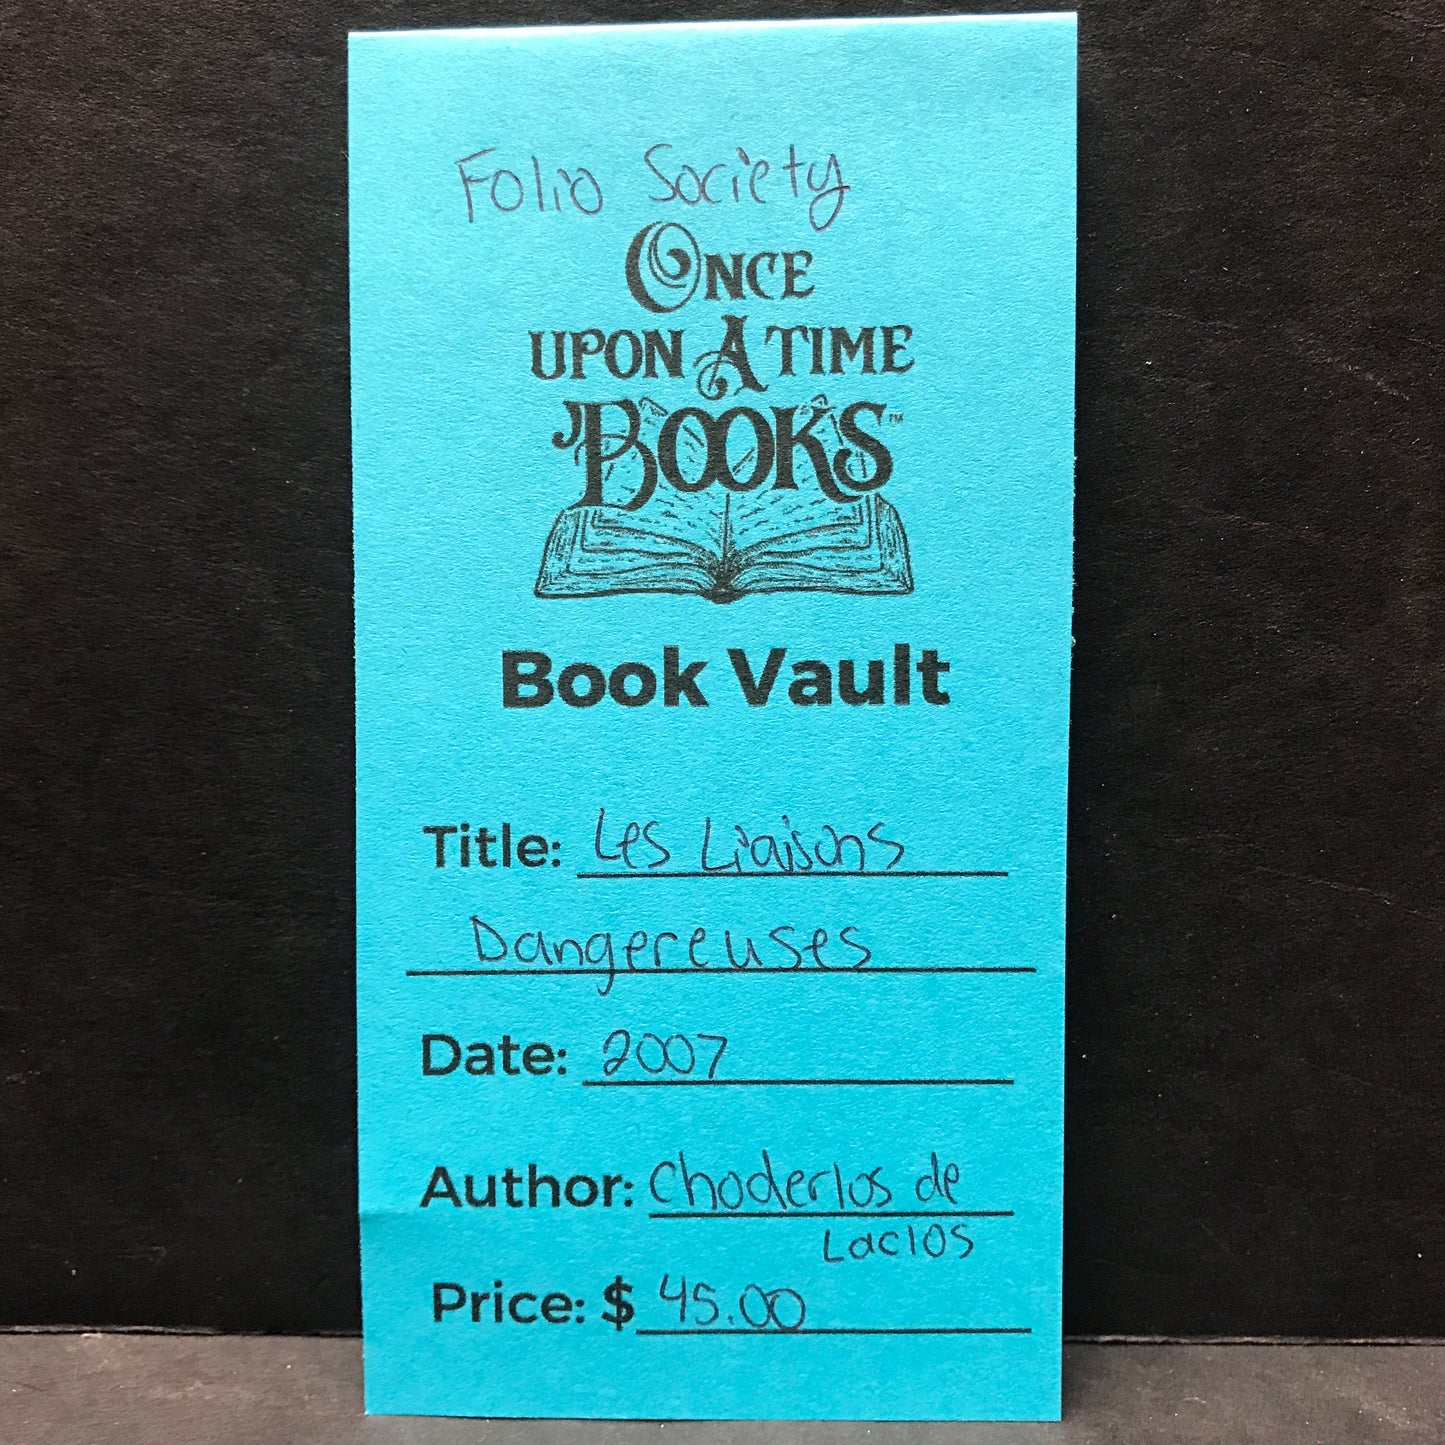 Folio Society
ONCE
UPON A TIME
BOOKS™
Book Vault
Title: Les Liaisons
Dangereuses
Date: 2007
Author: Choderlos de
Laclos
Price: $ 45.00